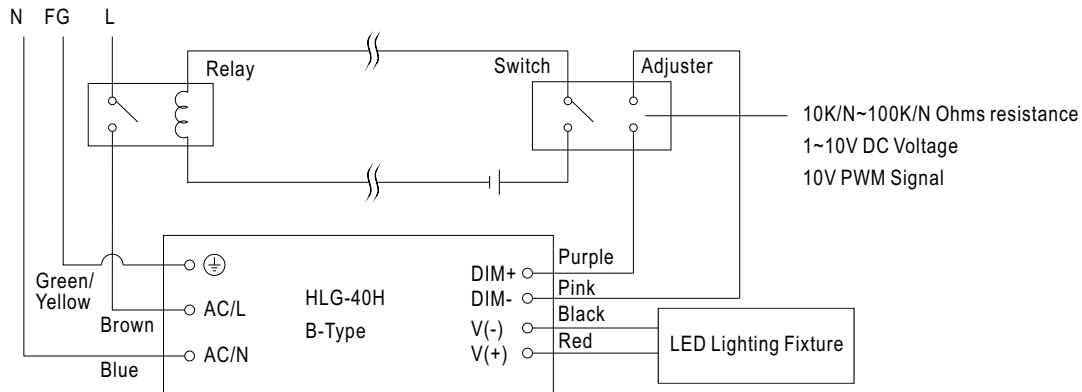 N FG L
Relay
Switch
Adjuster
10K/N~100K/N Ohms resistance
1~10V DC Voltage
10V PWM Signal
Green/
Yellow
Brown
Blue
AC/L
AC/N
HLG-40H
B-Type
DIM+
DIM-
V(-)
V(+)
Purple
Pink
Black
Red
LED Lighting Fixture